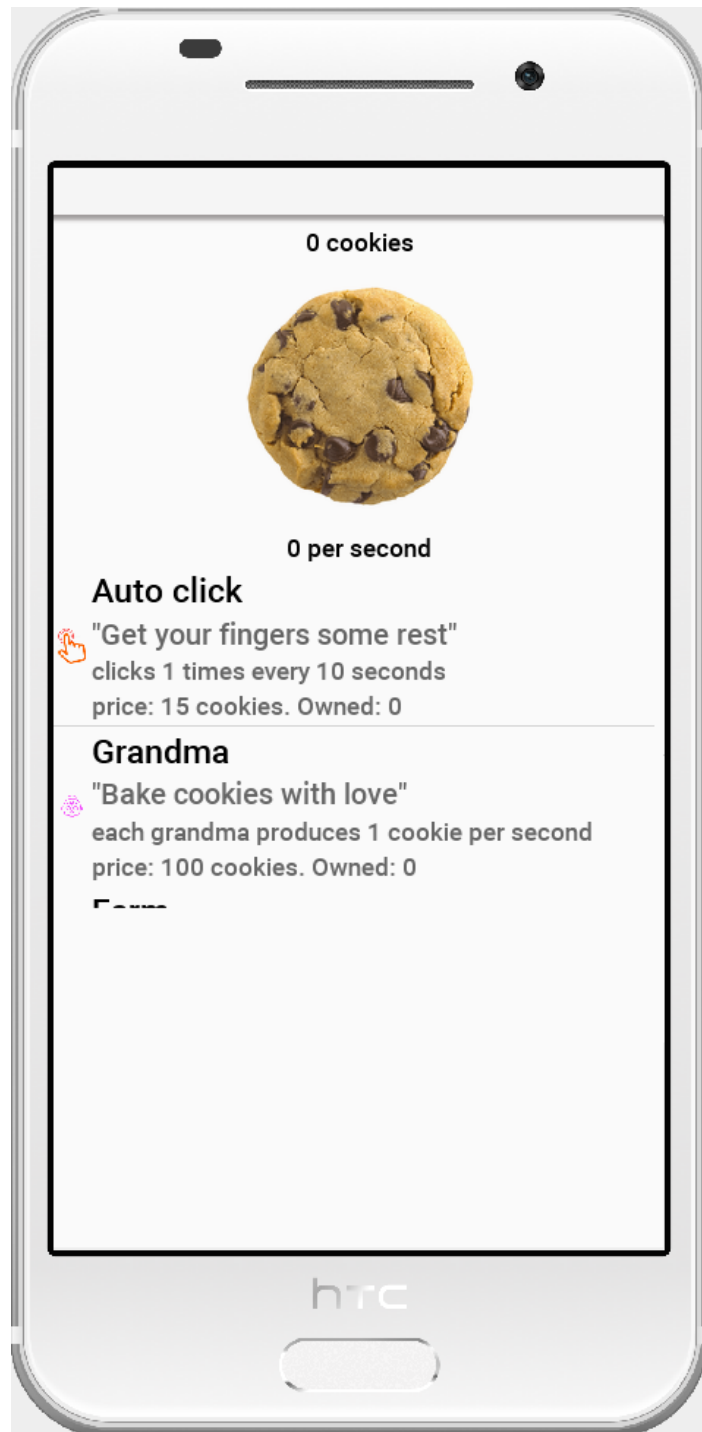 0 cookies
0 per second
Auto click
"Get your fingers some rest"
clicks 1 times every 10 seconds
price: 15 cookies. Owned: 0
Grandma
"Bake cookies with love"
each grandma produces 1 cookie per second
price: 100 cookies. Owned: 0
htc